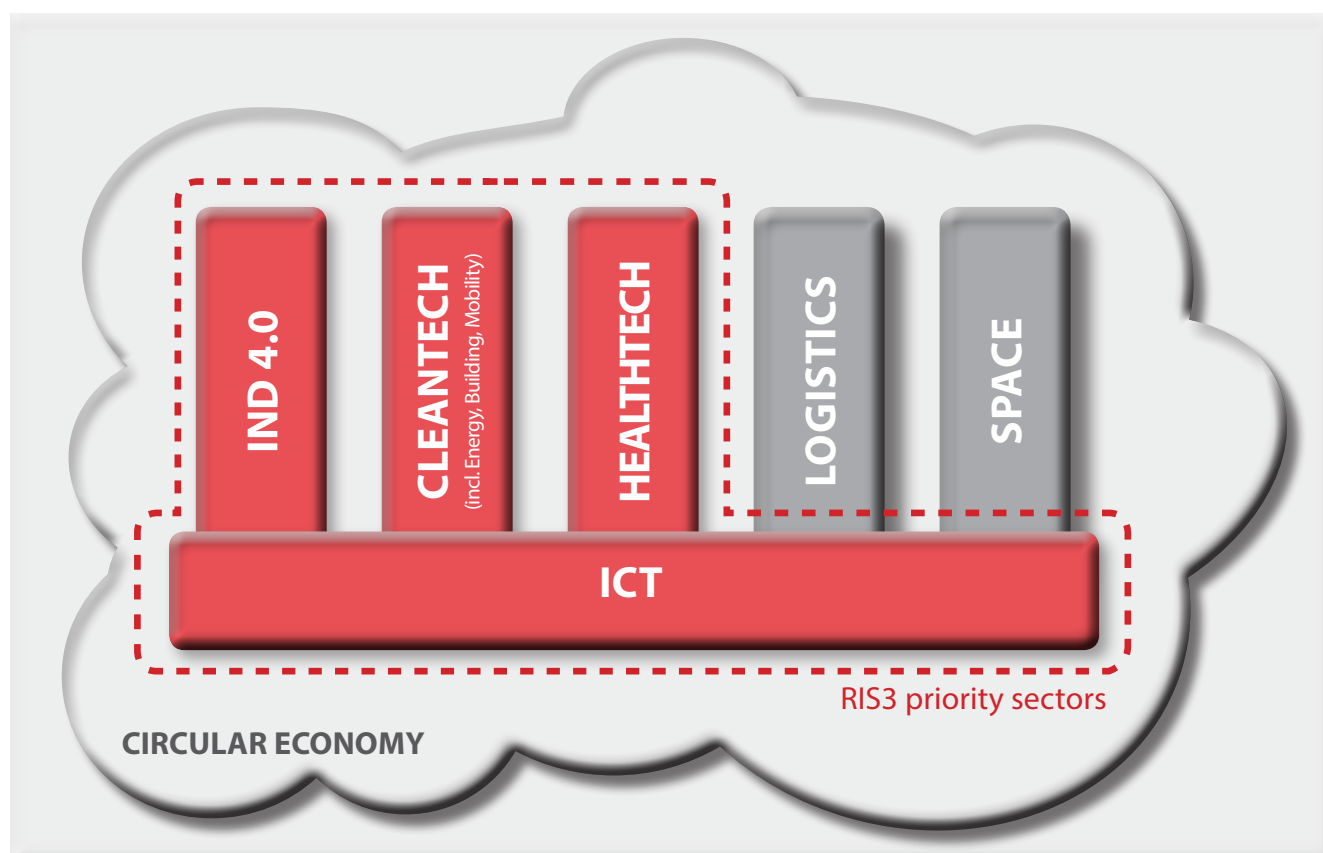 IND 4.0
CLEANTECH
(incl. Energy, Building, Mobility)
HEALTHTECH
LOGISTICS
SPACE
ICT
RIS3 priority sectors
CIRCULAR ECONOMY